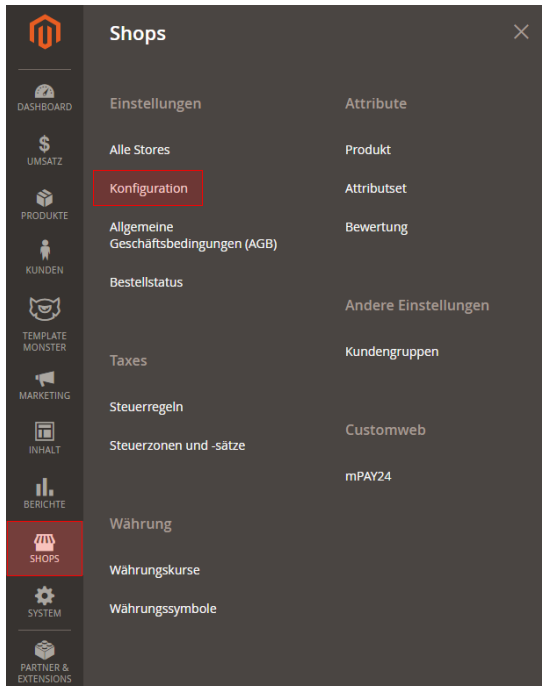 DASHBOARD
UMSATZ
PRODUKTE
KUNDEN
TEMPLATE
MONSTER
MARKETING
INHALT
BERICHTE
SHOPS
SYSTEM
PARTNER &
EXTENSIONS
Shops
Einstellungen
Alle Stores
Konfiguration
Allgemeine
Geschäftsbedingungen (AGB)
Bestellstatus
Taxes
Steuerregeln
Steuerzonen und -sätze
Währung
Währungskurse
Währungssymbole
Attribute
Produkt
Attributset
Bewertung
Andere Einstellungen
Kundengruppen
Customweb
mPAY24